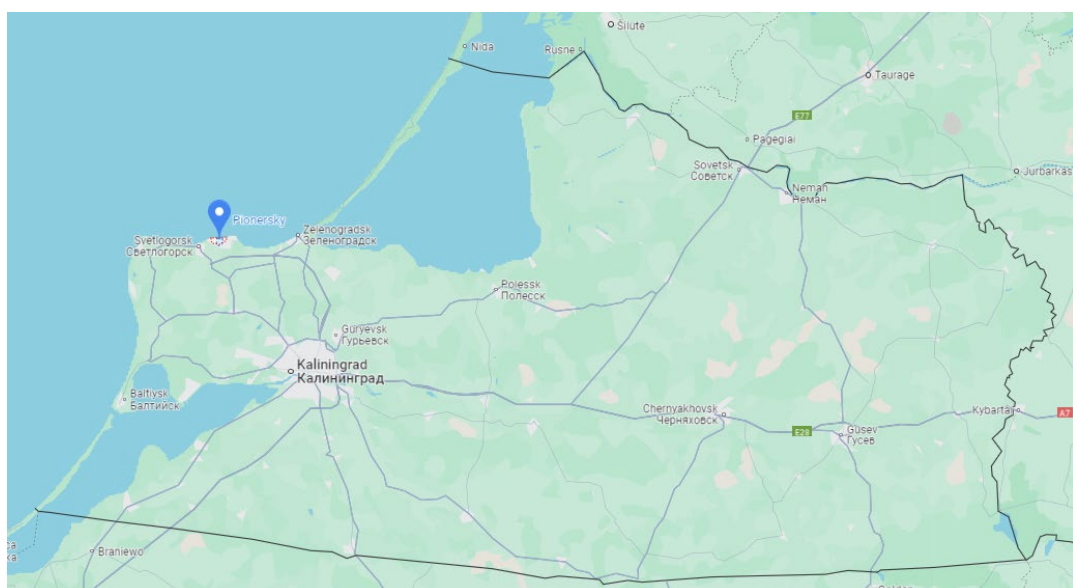 Nida
Rusne
Šilute
Taurage
E77
Pagegiai
Sovetsk
Советск
Jurbarkas
Neman
Неман
Pionersky
Svetlogorsk
Светлогорск
Zelenogradsk
Зеленоградск
Polessk
Полесск
Guryevsk
Гурьевск
Kaliningrad
Калининград
Baltiysk
Балтийск
Chernyakhovsk
Черняховск
Kybartai
A7
E28
Gusev
Гусев
Braniewo